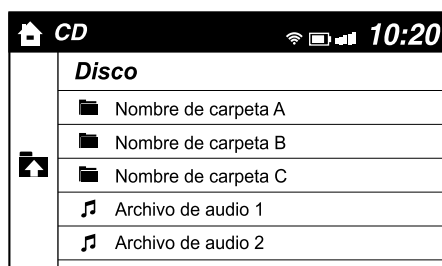 CD 10:20
Disco
Nombre de carpeta A
Nombre de carpeta B
Nombre de carpeta C
Archivo de audio 1
Archivo de audio 2